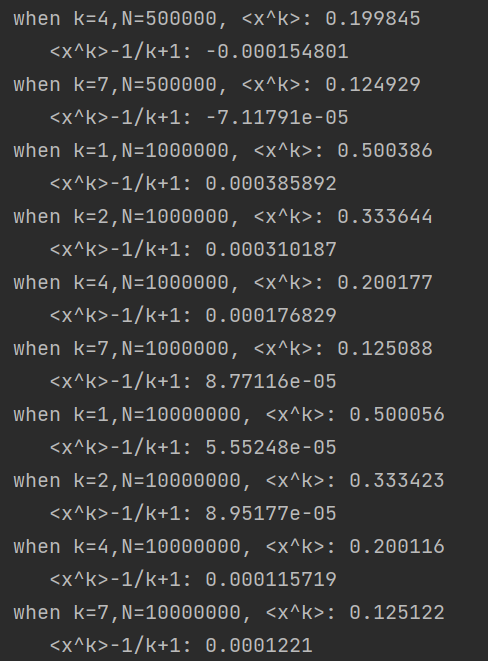 when k=4,N=500000, <x^k>: 0.199845
<x^k>-1/k+1: -0.000154801
when k=7,N=500000, <x^k>: 0.124929
<x^k>-1/k+1: -7.11791e-05
when k=1,N=1000000, <x^k>: 0.500386
<x^k>-1/k+1: 0.000385892
when k=2,N=1000000, <x^k>: 0.333644
<x^k>-1/k+1: 0.000310187
when k=4,N=1000000, <x^k>: 0.200177
<x^k>-1/k+1: 0.000176829
when k=7,N=1000000, <x^k>: 0.125088
<x^k>-1/k+1: 8.77116e-05
when k=1,N=10000000, <x^k>: 0.500056
<x^k>-1/k+1: 5.55248e-05
when k=2,N=10000000, <x^k>: 0.333423
<x^k>-1/k+1: 8.95177e-05
when k=4,N=10000000, <x^k>: 0.200116
<x^k>-1/k+1: 0.000115719
when k=7,N=10000000, <x^k>: 0.125122
<x^k>-1/k+1: 0.0001221